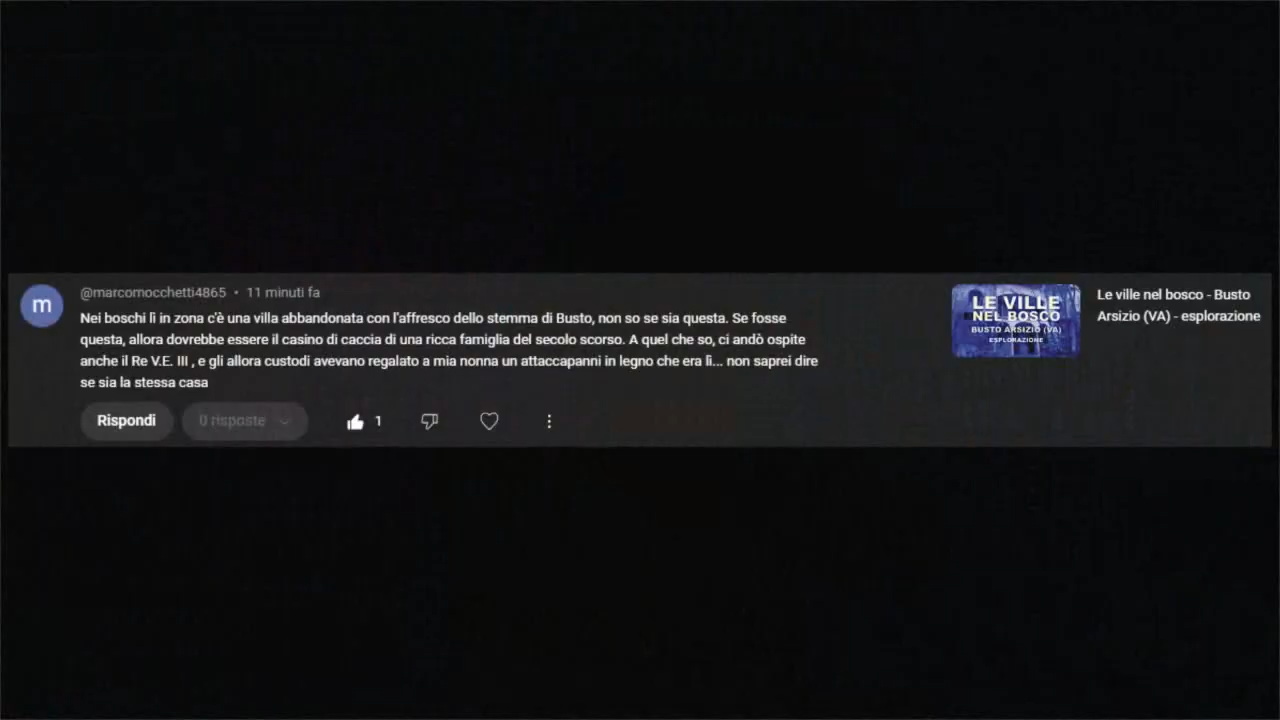 @marcomocchetti4865 • 11 minuti fa
Nei boschi lì in zona c'è una villa abbandonata con l'affresco dello stemma di Busto, non so se sia questa. Se fosse
questa, allora dovrebbe essere il casino di caccia di una ricca famiglia del secolo scorso. A quel che so, ci andò ospite
anche il Re V.E. III , e gli allora custodi avevano regalato a mia nonna un attaccapanni in legno che era lì... non saprei dire
se sia la stessa casa
Rispondi
0 risposte
1
m
LE VILLE
NEL BOSCO
BUSTO ARSIZIO (VA)
ESPLORAZIONE
Le ville nel bosco - Busto
Arsizio (VA) - esplorazione